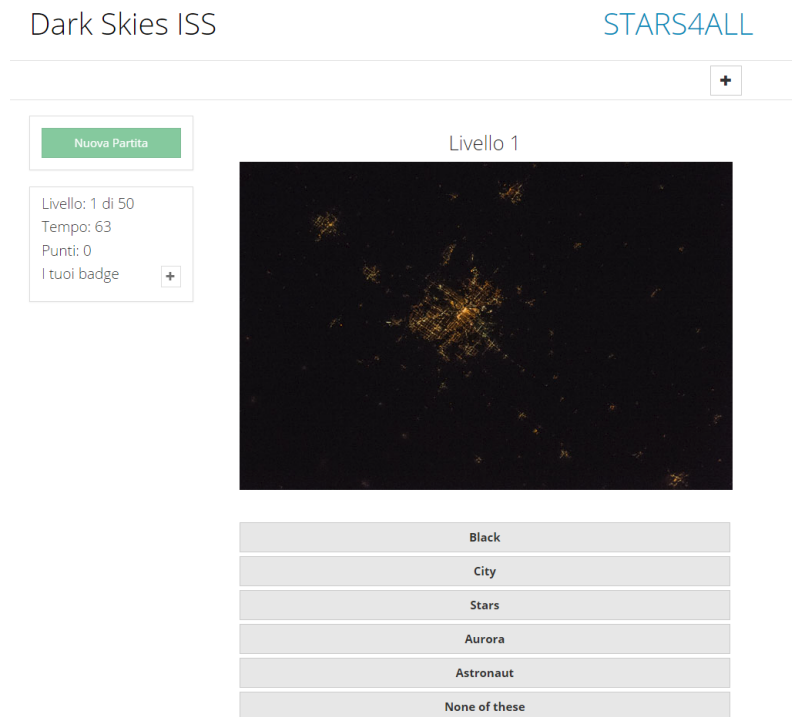 Dark Skies ISS
STARS4ALL
Nuova Partita
Livello: 1 di 50
Tempo: 63
Punti: 0
I tuoi badge
Livello 1
Black
City
Stars
Aurora
Astronaut
None of these